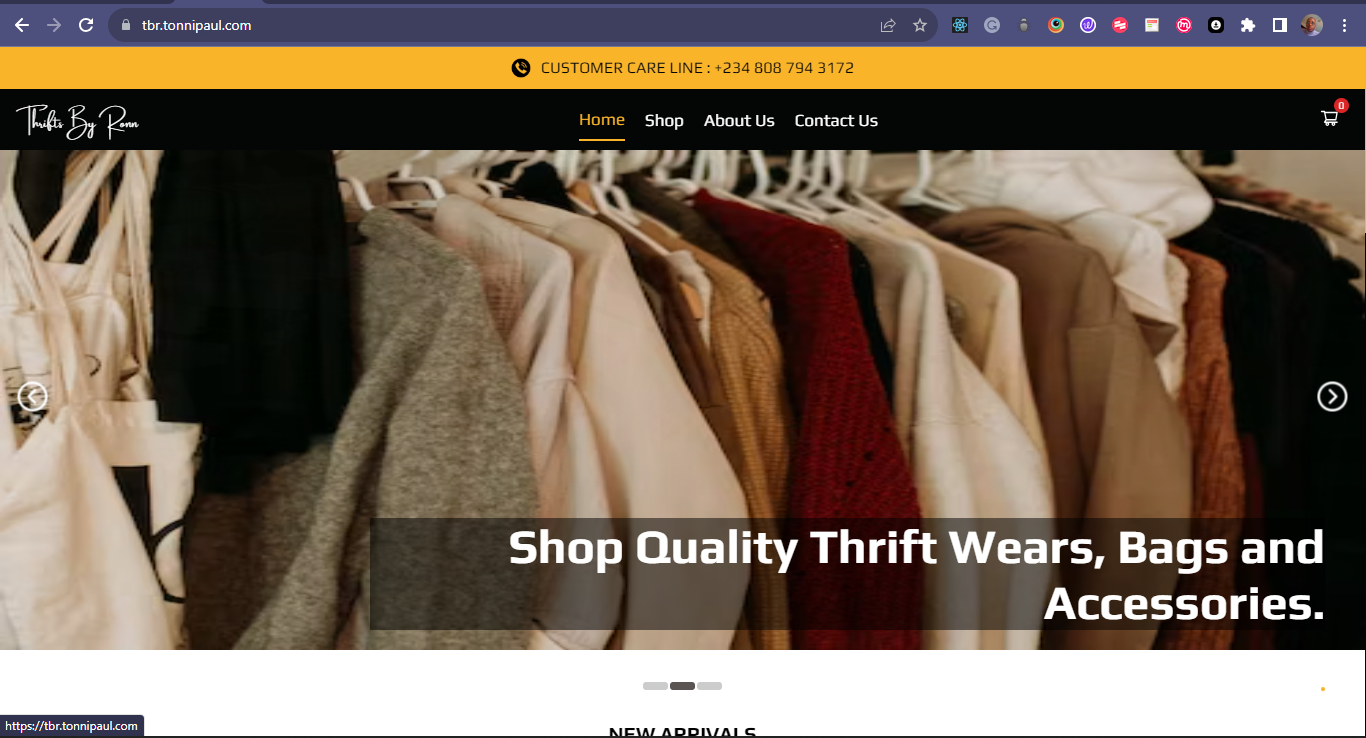 tbr.tonnipaul.com
CUSTOMER CARE LINE : +234 808 794 3172
Thrifts By Ronn
Home Shop About Us Contact Us
0
Shop Quality Thrift Wears, Bags and
Accessories.
https://tbr.tonnipaul.com
NEW ARRIVALS